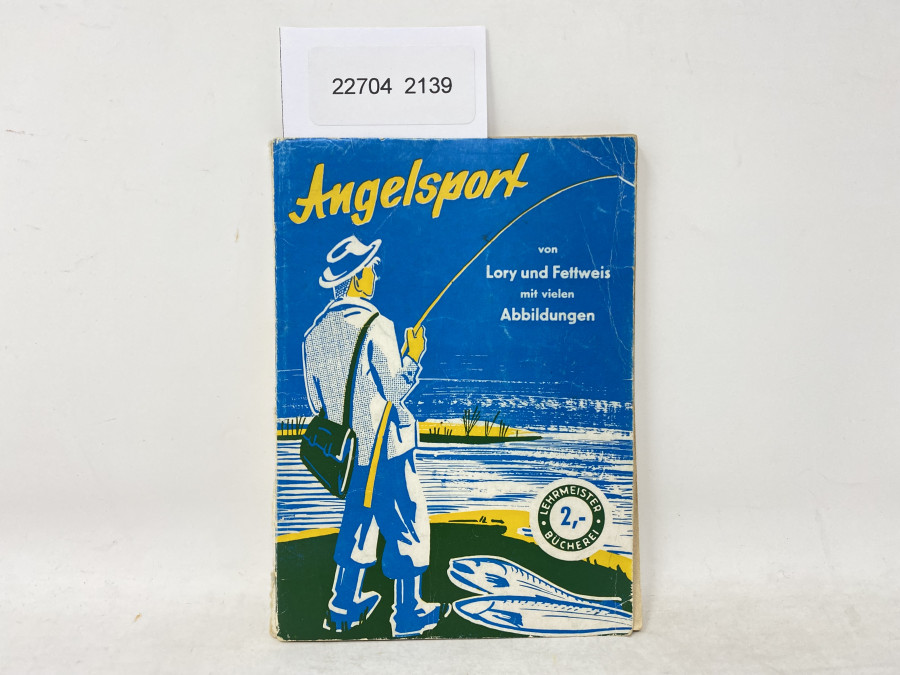 22704 2139
Angelsport
von
Lory und Fettweis
mit vielen
Abbildungen
LEHRMEISTER
2,-
BÜCHEREI